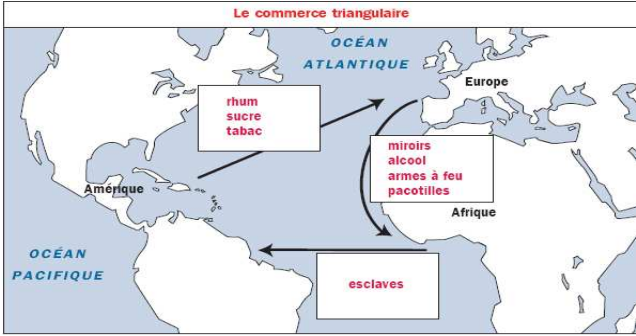 Le commerce triangulaire
OCÉAN
ATLANTIQUE
Europe
rhum
sucre
tabac
miroirs
alcool
armes à feu
pacotilles
Amérique
Afrique
OCÉAN
PACIFIQUE
esclaves